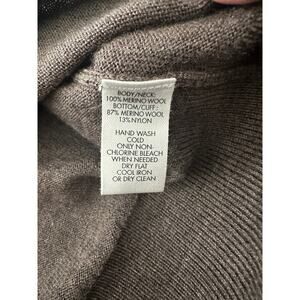 BODY/NECK:
100% MERINO WOOL
BOTTOM/CUFF:
87% MERINO WOOL
13% NYLON
HAND WASH
COLD
ONLY NON-
CHLORINE BLEACH
WHEN NEEDED
DRY FLAT
COOL IRON
OR DRY CLEAN